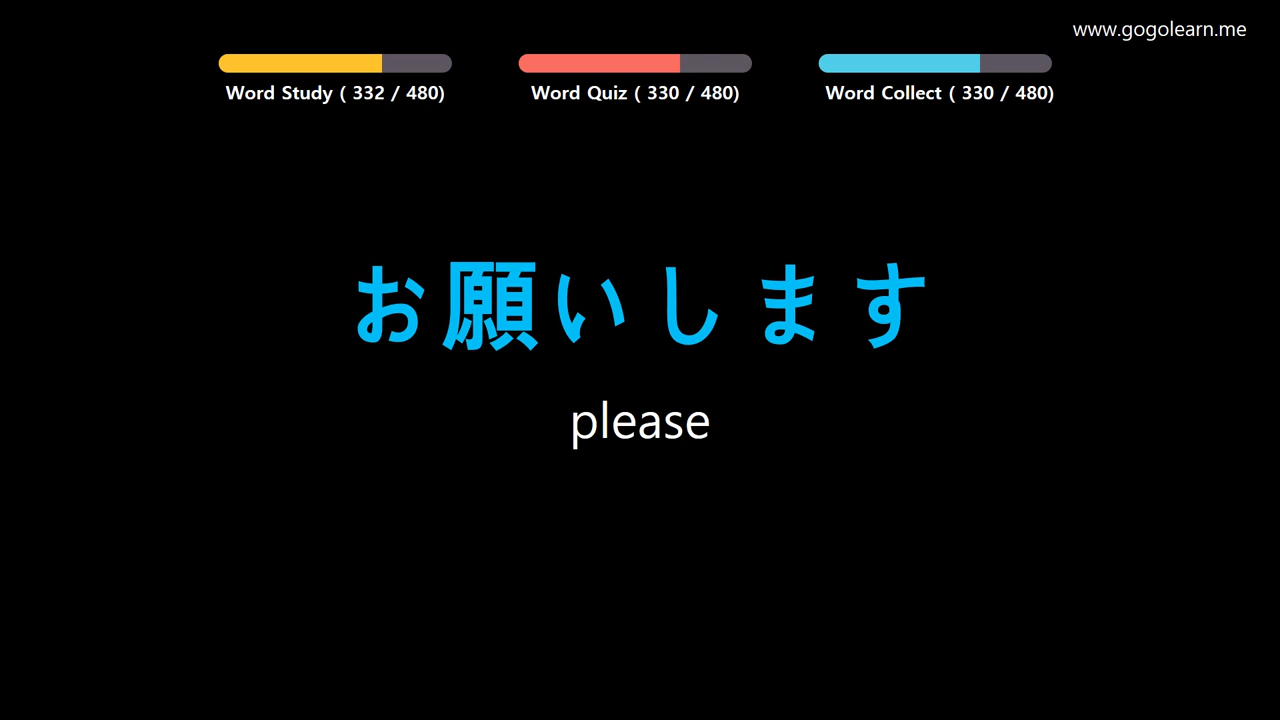 www.gogolearn.me
Word Study ( 332 / 480)
Word Quiz ( 330 / 480)
Word Collect ( 330 / 480)
お願いします
please